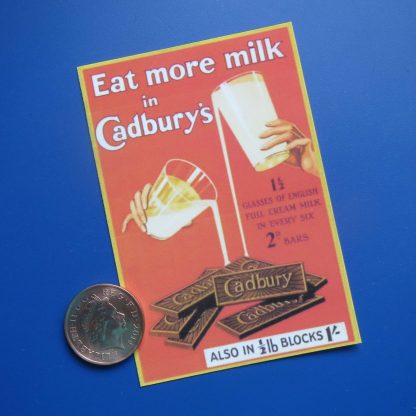 Eat more milk
in
Cadbury's
1½
GLASSES OF ENGLISH
FULL CREAM MILK
IN EVERY SIX
2D BARS
Cadbury
Cadbury
ALSO IN ½lb BLOCKS 1/-